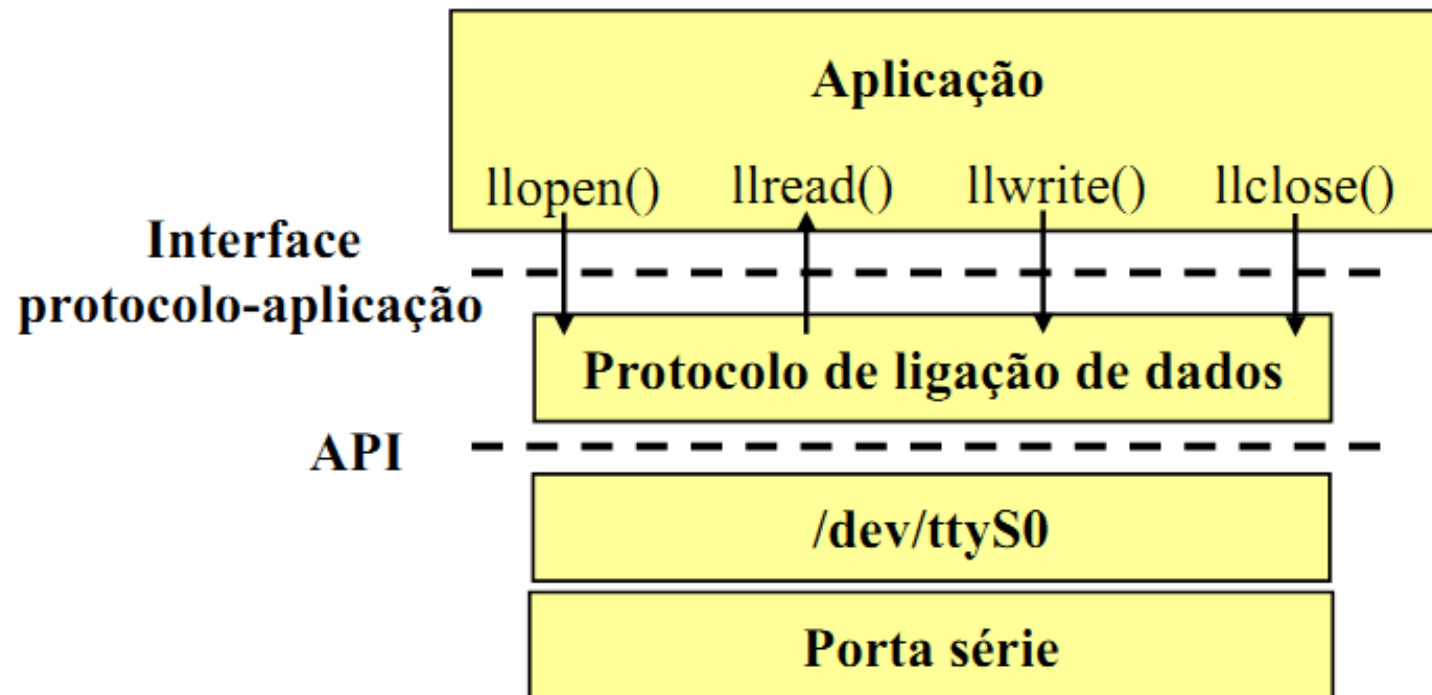 Aplicação
llopen() llread() llwrite() llclose()
Interface
protocolo-aplicação
Protocolo de ligação de dados
API
/dev/ttyS0
Porta série